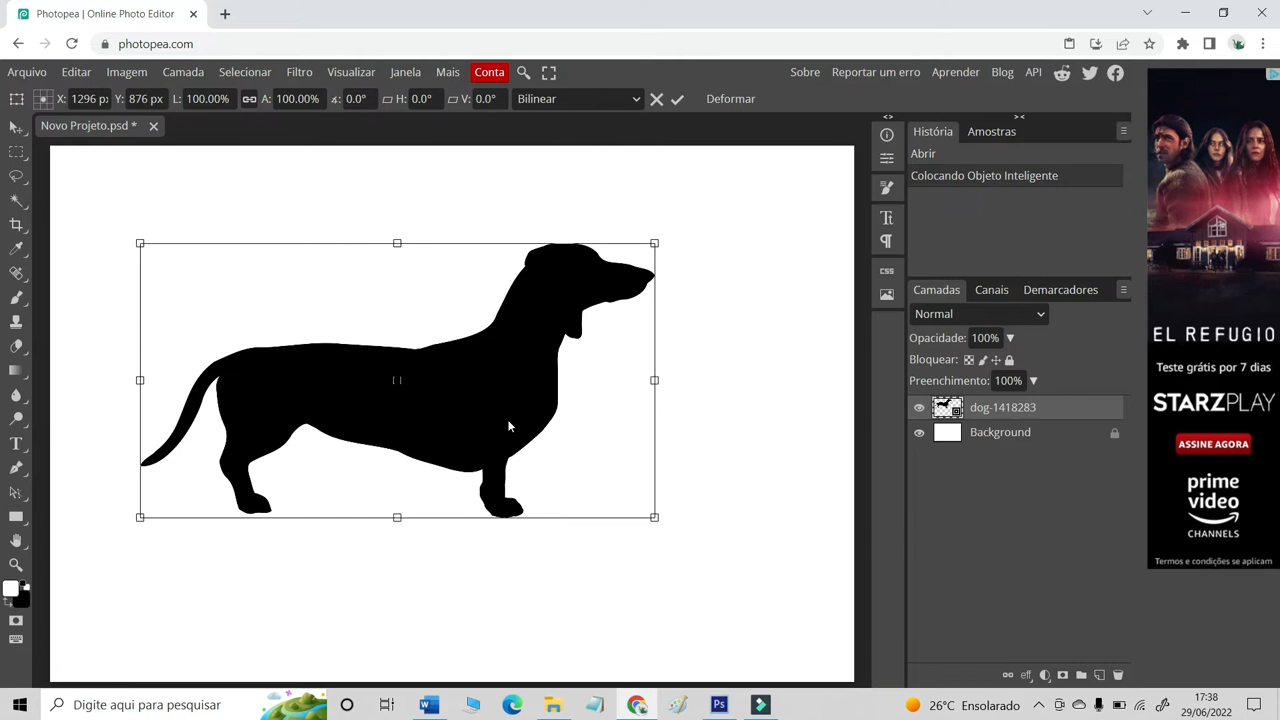 Photopea | Online Photo Editor
photopea.com
Arquivo Editar Imagem Camada Selecionar Filtro Visualizar Janela Mais Conta Sobre Reportar um erro Aprender Blog API
X: 1296 px Y: 876 px L: 100.00% A: 100.00% 0.0° H: 0.0° V: 0.0° Bilinear Deformar
Novo Projeto.psd *
História Amostras
Abrir
Colocando Objeto Inteligente
CSS
Camadas Canais Demarcadores
Normal
Opacidade: 100%
Bloquear:
Preenchimento: 100%
dog-1418283
Background
eff
EL REFUGIO
Teste grátis por 7 dias
STARZPLAY
ASSINE AGORA
prime video
CHANNELS
Termos e condições se aplicam
Digite aqui para pesquisar
26°C Ensolarado
17:38
29/06/2022